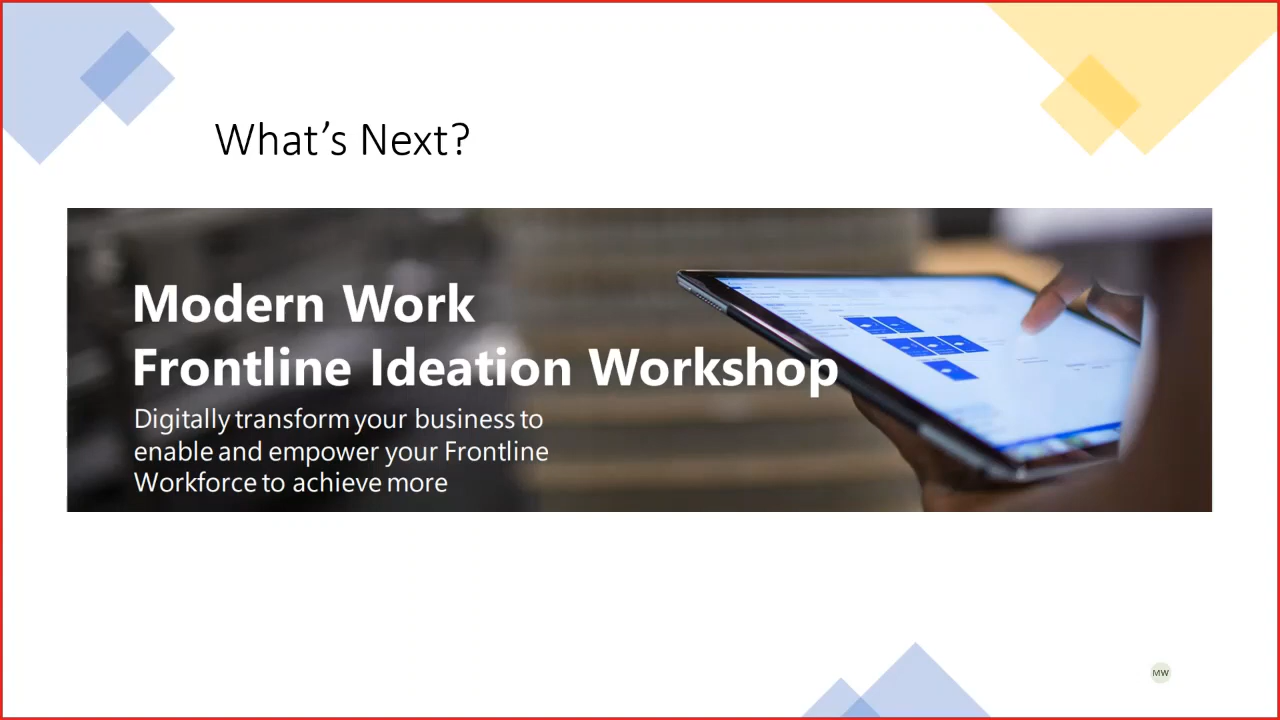 What’s Next?
Modern Work
Frontline Ideation Workshop
Digitally transform your business to
enable and empower your Frontline
Workforce to achieve more
MW